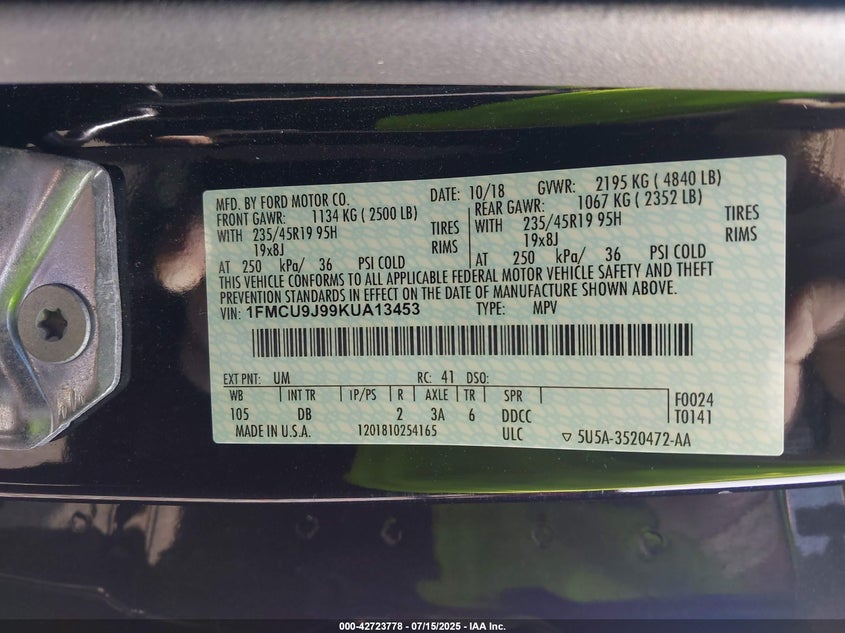 MFD. BY FORD MOTOR CO. DATE: 10/18 GVWR: 2195 KG ( 4840 LB)
FRONT GAWR: 1134 KG ( 2500 LB) REAR GAWR: 1067 KG ( 2352 LB)
WITH 235/45R19 95H TIRES WITH 235/45R19 95H TIRES
19x8J RIMS 19x8J RIMS
AT 250 kPa/ 36 PSI COLD AT 250 kPa/ 36 PSI COLD
THIS VEHICLE CONFORMS TO ALL APPLICABLE FEDERAL MOTOR VEHICLE SAFETY AND THEFT
PREVENTION STANDARDS IN EFFECT ON THE DATE OF MANUFACTURE SHOWN ABOVE.
VIN: 1FMCU9J99KUA13453 TYPE: MPV
EXT PNT: UM RC: 41 DSO:
WB INT TR TP/PS R AXLE TR SPR F0024
105 DB 2 3A 6 DDCC T0141
MADE IN U.S.A. 1201810254165 ULC ▽ 5U5A-3520472-AA
000-42723778 - 07/15/2025 - IAA Inc.